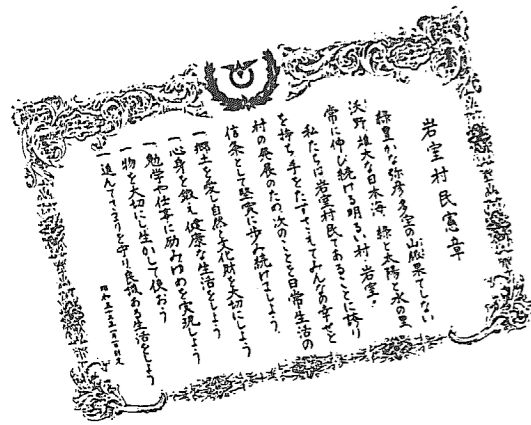 岩室村民憲章
緑豊かな弥彦多宝の山脈果てしない
沃野雄大な日本海、緑と太陽と水の里
常に伸び続ける明るい村、岩室。
私たちは岩室村民であることに誇り
を持ち、手をたずさえてみんなの幸せと
村の発展のため、次のことを日常生活の
信条として堅実に歩み続けましょう。
一郷土を愛し自然と文化財を大切にしよう
一心身を鍛え健康な生活をしよう
一勉学や仕事に励みゆめを実現しよう
一物を大切にし生かして使おう
一進んできまりを守り良識ある生活をしよう